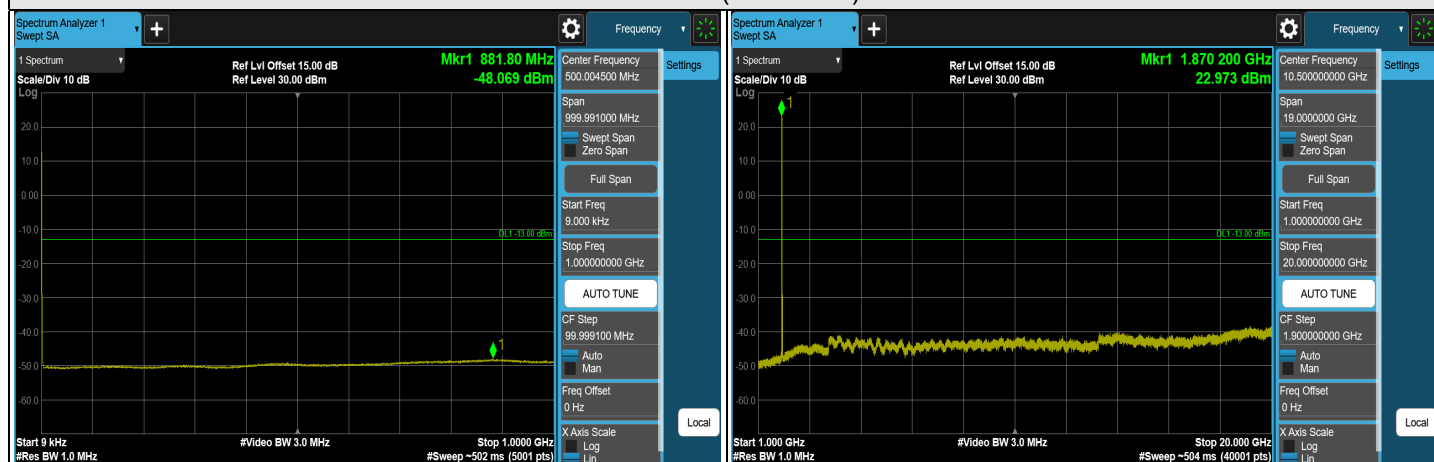 Spectrum Analyzer 1
Swept SA
Frequency
1 Spectrum
Scale/Div 10 dB
Log
Ref Lvl Offset 15.00 dB
Ref Level 30.00 dBm
Mkr1 881.80 MHz
-48.069 dBm
20.0
10.0
0.00
-10.0
-20.0
-30.0
-40.0
-50.0
-60.0
DL1 -13.00 dBm
1
Start 9 kHz
#Res BW 1.0 MHz
#Video BW 3.0 MHz
Stop 1.0000 GHz
#Sweep ~502 ms (5001 pts)
Center Frequency
500.004500 MHz
Span
999.991000 MHz
Swept Span
Zero Span
Full Span
Start Freq
9.000 kHz
Stop Freq
1.000000000 GHz
AUTO TUNE
CF Step
99.999100 MHz
Auto
Man
Freq Offset
0 Hz
X Axis Scale
Log
Lin
Settings
Local
Spectrum Analyzer 1
Swept SA
Frequency
1 Spectrum
Scale/Div 10 dB
Log
Ref Lvl Offset 15.00 dB
Ref Level 30.00 dBm
Mkr1 1.870 200 GHz
22.973 dBm
1
20.0
10.0
0.00
-10.0
-20.0
-30.0
-40.0
-50.0
-60.0
DL1 -13.00 dBm
Start 1.000 GHz
#Res BW 1.0 MHz
#Video BW 3.0 MHz
Stop 20.000 GHz
#Sweep ~504 ms (40001 pts)
Center Frequency
10.500000000 GHz
Span
19.0000000 GHz
Swept Span
Zero Span
Full Span
Start Freq
1.000000000 GHz
Stop Freq
20.000000000 GHz
AUTO TUNE
CF Step
1.900000000 GHz
Auto
Man
Freq Offset
0 Hz
X Axis Scale
Log
Lin
Settings
Local